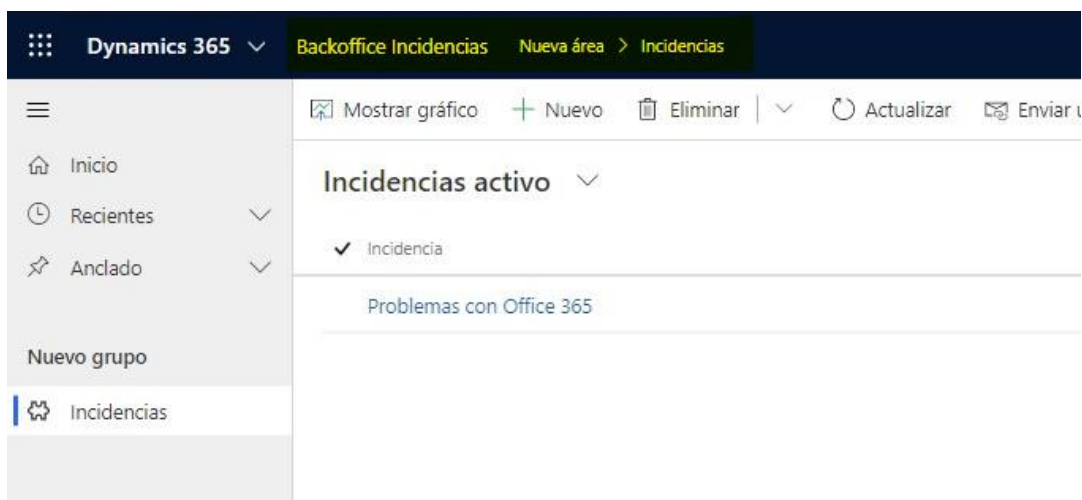 Dynamics 365 Backoffice Incidencias Nueva área > Incidencias
Mostrar gráfico Nuevo Eliminar Actualizar Enviar u
Inicio
Recientes
Anclado
Nuevo grupo
Incidencias
Incidencias activo
Incidencia
Problemas con Office 365